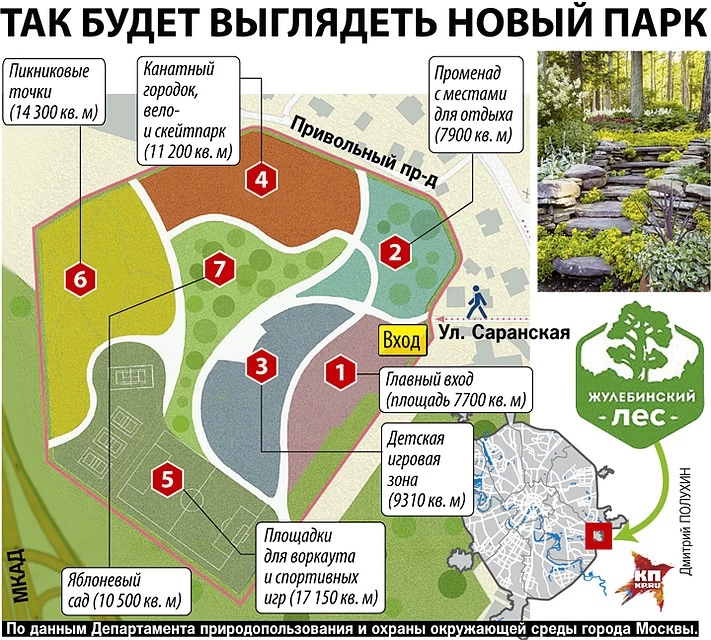 ТАК БУДЕТ ВЫГЛЯДЕТЬ НОВЫЙ ПАРК
Пикниковые
точки
(14 300 кв. м)
Канатный
городок,
вело-
и скейтпарк
(11 200 кв. м)
Променад
с местами
для отдыха
(7900 кв. м)
Привольный пр-д
4
2
6
7
Ул. Саранская
Вход
3
1
Главный вход
(площадь 7700 кв. м)
ЖУЛЕБИНСКИЙ
- ЛЕС -
Детская
игровая
зона
(9310 кв. м)
5
Площадки
для воркаута
и спортивных
игр (17 150 кв. м)
Яблоневый
сад (10 500 кв. м)
МКАД
Дмитрий ПОЛУХИН
КП
KP.RU
По данным Департамента природопользования и охраны окружающей среды города Москвы.